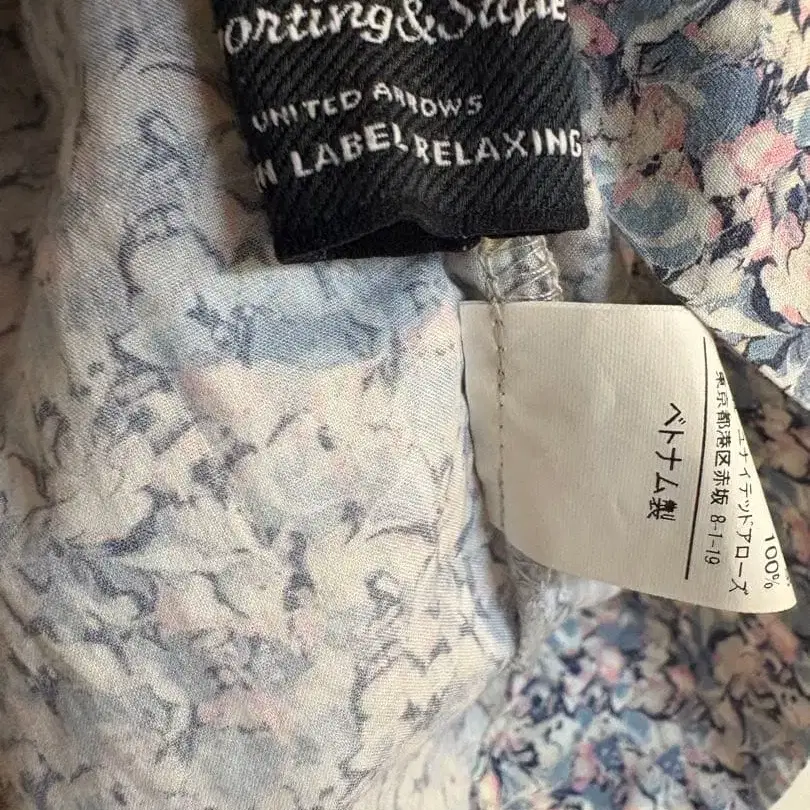 orting & Style
UNITED ARROWS
LABEL RELAXING
100%
ユナイテッドアローズ
東京都港区赤坂 8-1-19
ベトナム製